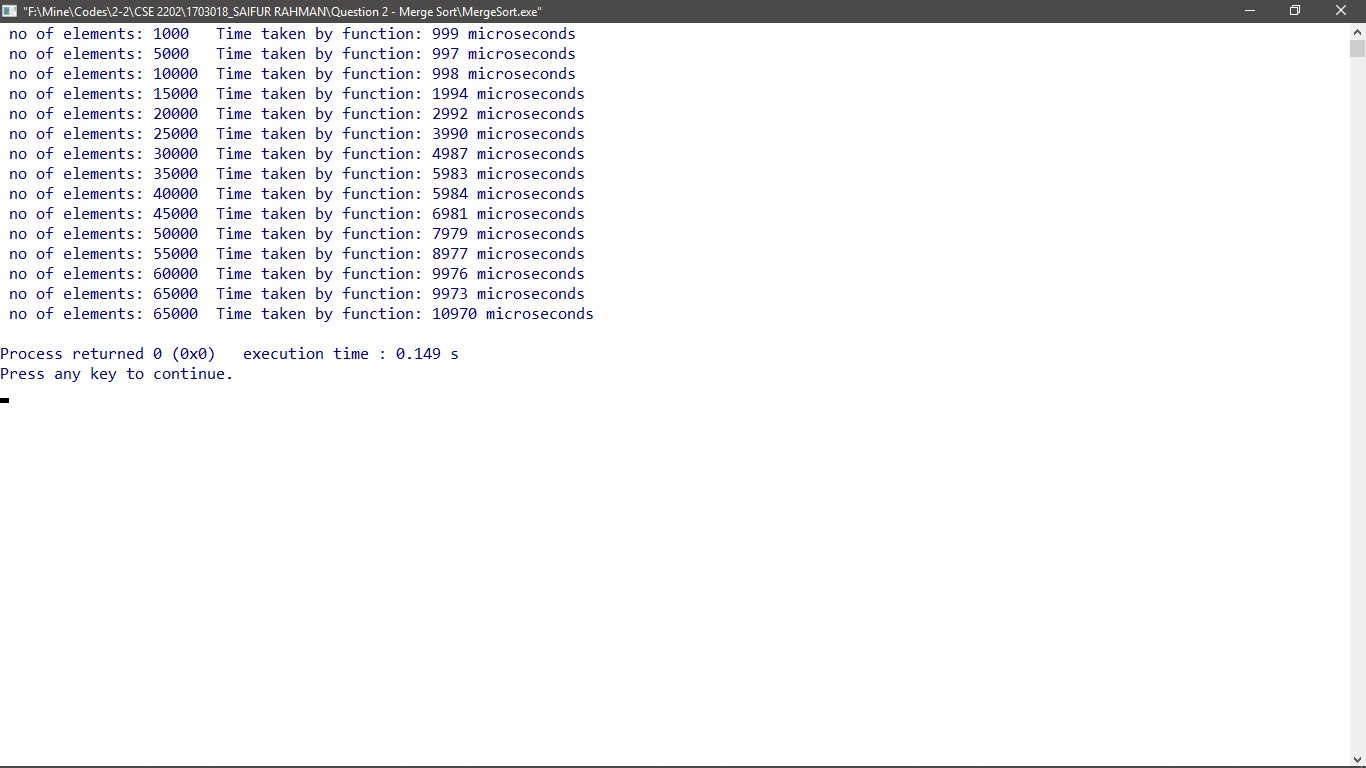 "F:\Mine\Codes\2-2\CSE 2202\1703018_SAIFUR RAHMAN\Question 2 - Merge Sort\MergeSort.exe"
no of elements: 1000   Time taken by function: 999 microseconds
no of elements: 5000   Time taken by function: 997 microseconds
no of elements: 10000  Time taken by function: 998 microseconds
no of elements: 15000  Time taken by function: 1994 microseconds
no of elements: 20000  Time taken by function: 2992 microseconds
no of elements: 25000  Time taken by function: 3990 microseconds
no of elements: 30000  Time taken by function: 4987 microseconds
no of elements: 35000  Time taken by function: 5983 microseconds
no of elements: 40000  Time taken by function: 5984 microseconds
no of elements: 45000  Time taken by function: 6981 microseconds
no of elements: 50000  Time taken by function: 7979 microseconds
no of elements: 55000  Time taken by function: 8977 microseconds
no of elements: 60000  Time taken by function: 9976 microseconds
no of elements: 65000  Time taken by function: 9973 microseconds
no of elements: 65000  Time taken by function: 10970 microseconds
Process returned 0 (0x0)   execution time : 0.149 s
Press any key to continue.